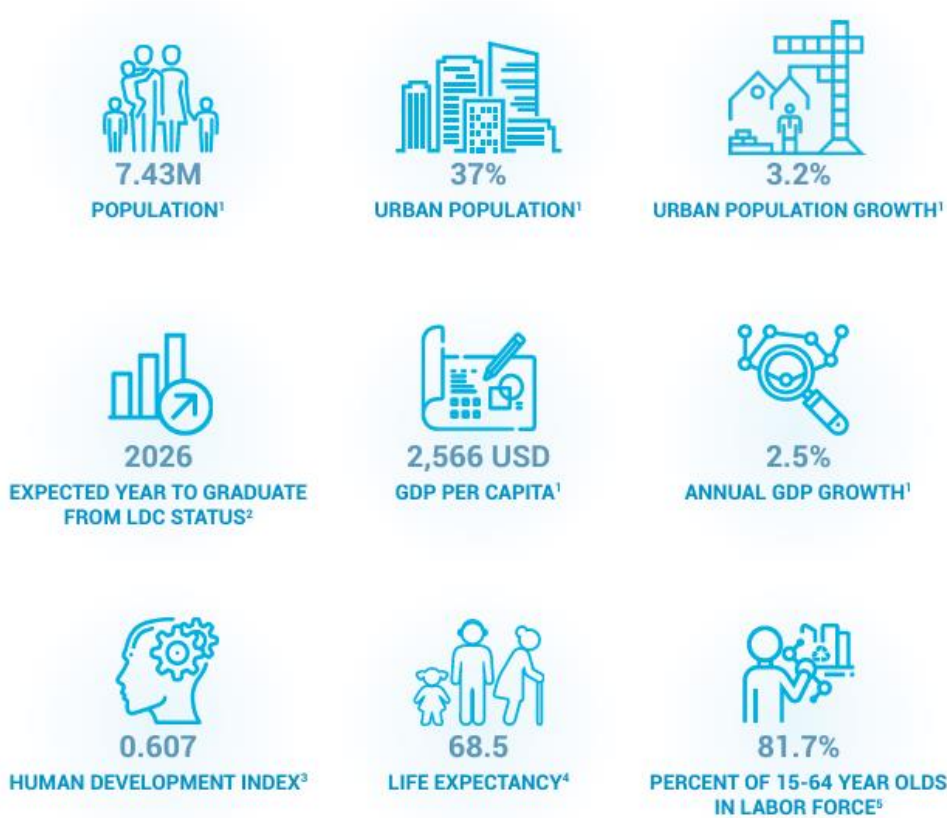 7.43M
POPULATION¹
37%
URBAN POPULATION¹
3.2%
URBAN POPULATION GROWTH¹
2026
EXPECTED YEAR TO GRADUATE
FROM LDC STATUS²
2,566 USD
GDP PER CAPITA¹
2.5%
ANNUAL GDP GROWTH¹
0.607
HUMAN DEVELOPMENT INDEX³
68.5
LIFE EXPECTANCY⁴
81.7%
PERCENT OF 15-64 YEAR OLDS
IN LABOR FORCE⁵